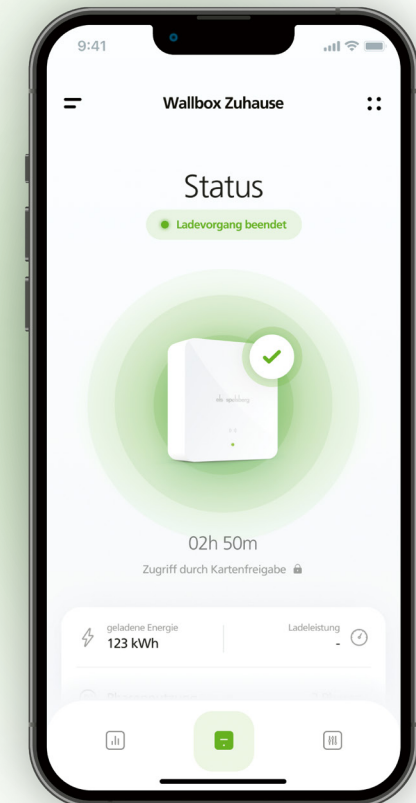 9:41
Wallbox Zuhause
Status
Ladevorgang beendet
02h 50m
Zugriff durch Kartenfreigabe
geladene Energie
Ladeleistung
123 kWh
-